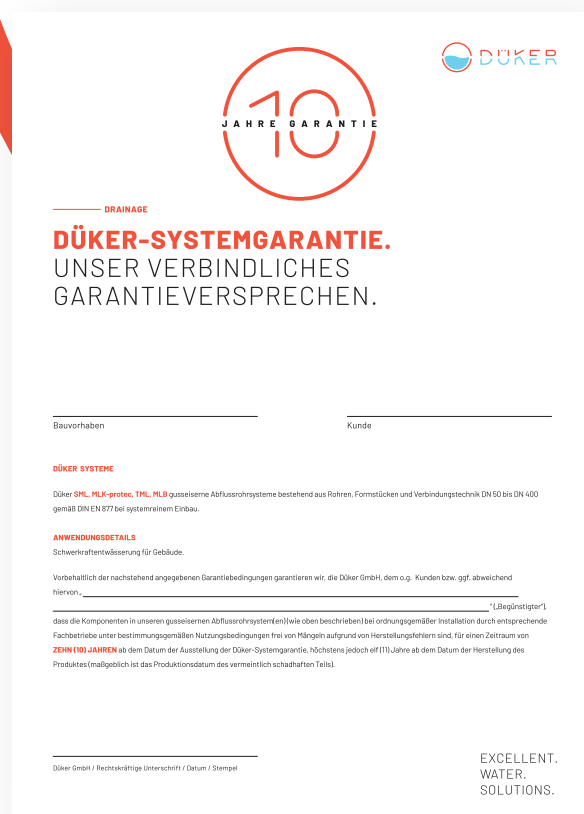 DÜKER
10
JAHRE GARANTIE
DRAINAGE
DÜKER-SYSTEMGARANTIE.
UNSER VERBINDLICHES
GARANTIEVERSPRECHEN.
Bauvorhaben
Kunde
DÜKER SYSTEME
Düker SML, MLK-protec, TML, MLB gusseiserne Abflussrohrsysteme bestehend aus Rohren, Formstücken und Verbindungstechnik DN 50 bis DN 400
gemäß DIN EN 877 bei systemreinem Einbau.
ANWENDUNGSDETAILS
Schwerkraftentwässerung für Gebäude.
Vorbehaltlich der nachstehend angegebenen Garantiebedingungen garantieren wir, die Düker GmbH, dem o.g. Kunden bzw. ggf. abweichend
hiervon „
“ („Begünstigter“),
dass die Komponenten in unseren gusseisernen Abflussrohrsystem(en) (wie oben beschrieben) bei ordnungsgemäßer Installation durch entsprechende
Fachbetriebe unter bestimmungsgemäßen Nutzungsbedingungen frei von Mängeln aufgrund von Herstellungsfehlern sind, für einen Zeitraum von
ZEHN (10) JAHREN ab dem Datum der Ausstellung der Düker-Systemgarantie, höchstens jedoch elf (11) Jahre ab dem Datum der Herstellung des
Produktes (maßgeblich ist das Produktionsdatum des vermeintlich schadhaften Teils).
Düker GmbH / Rechtskräftige Unterschrift / Datum / Stempel
EXCELLENT.
WATER.
SOLUTIONS.